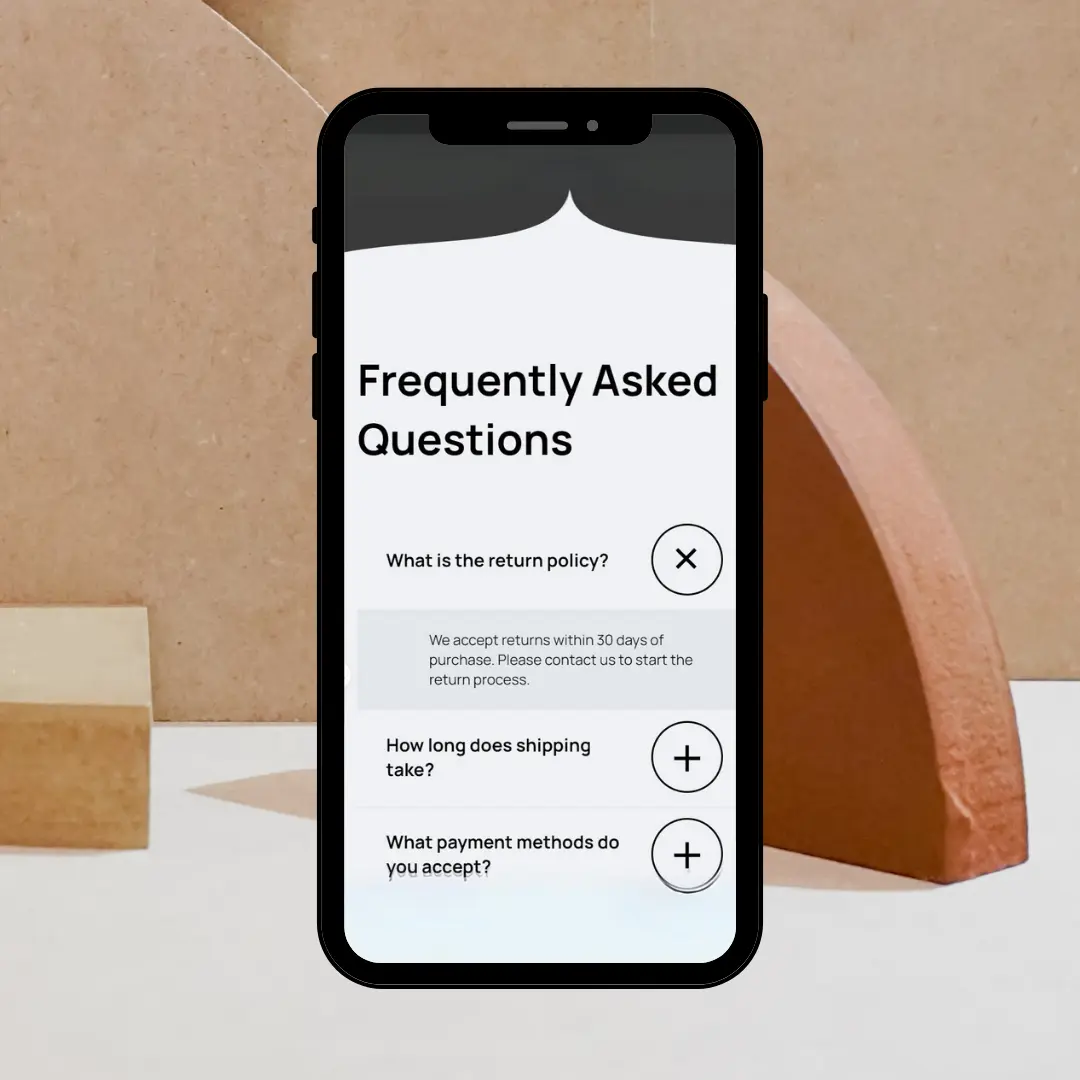 Frequently Asked
Questions
What is the return policy?
We accept returns within 30 days of
purchase. Please contact us to start the
return process.
How long does shipping
take?
What payment methods do
you accept?